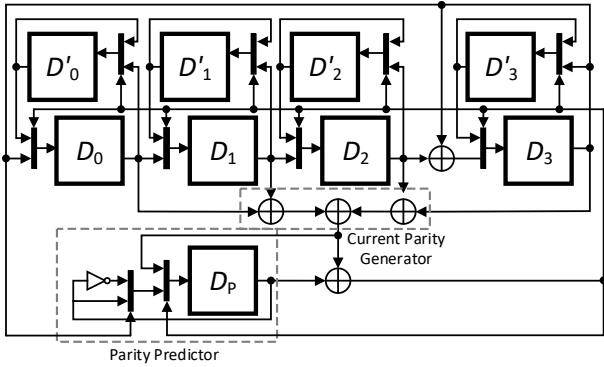 D'0
D'1
D'2
D'3
D0
D1
D2
D3
Current Parity
Generator
DP
Parity Predictor